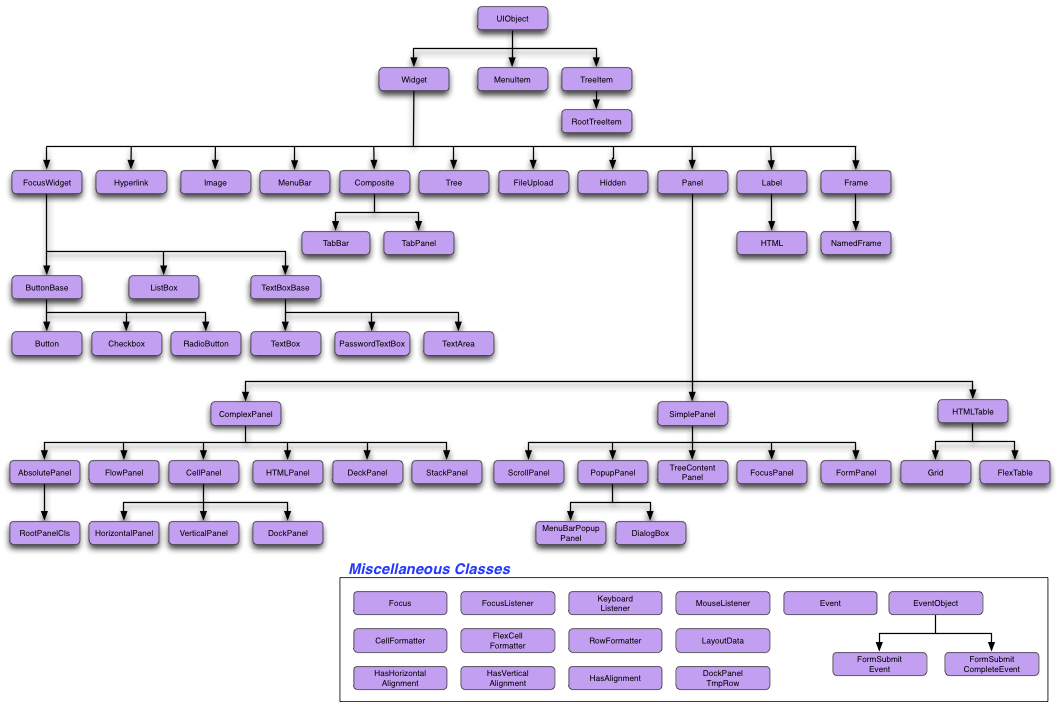 UIObject
Widget
MenuItem
TreeItem
RootTreeItem
FocusWidget
Hyperlink
Image
MenuBar
Composite
Tree
FileUpload
Hidden
Panel
Label
Frame
TabBar
TabPanel
HTML
NamedFrame
ButtonBase
ListBox
TextBoxBase
Button
Checkbox
RadioButton
TextBox
PasswordTextBox
TextArea
ComplexPanel
SimplePanel
HTMLTable
AbsolutePanel
FlowPanel
CellPanel
HTMLPanel
DeckPanel
StackPanel
ScrollPanel
PopupPanel
TreeContent
Panel
FocusPanel
FormPanel
Grid
FlexTable
RootPanelCls
HorizontalPanel
VerticalPanel
DockPanel
MenuBarPopup
Panel
DialogBox
Miscellaneous Classes
Focus
FocusListener
Keyboard
Listener
MouseListener
Event
EventObject
CellFormatter
FlexCell
Formatter
RowFormatter
LayoutData
FormSubmit
Event
FormSubmit
CompleteEvent
HasHorizontal
Alignment
HasVertical
Alignment
HasAlignment
DockPanel
TmpRow